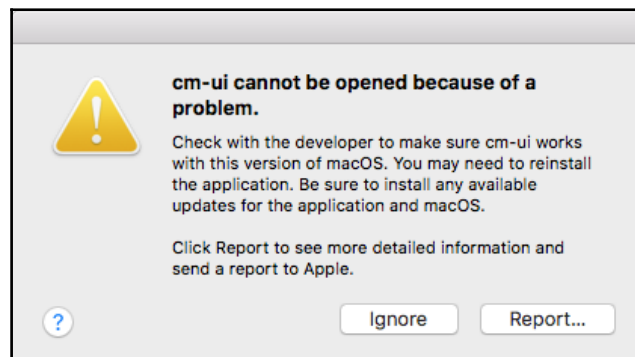 cm-ui cannot be opened because of a
problem.
Check with the developer to make sure cm-ui works
with this version of macOS. You may need to reinstall
the application. Be sure to install any available
updates for the application and macOS.
Click Report to see more detailed information and
send a report to Apple.
? Ignore Report...